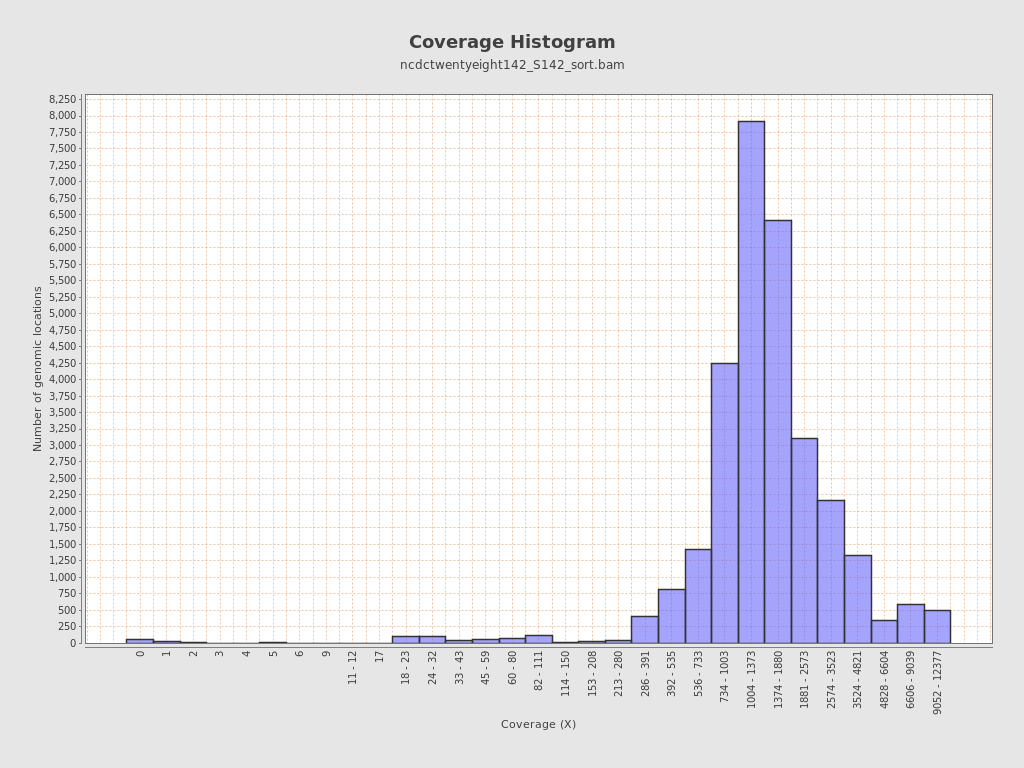 Coverage Histogram
ncdctwentyeight142_S142_sort.bam
Number of genomic locations
8,250
8,000
7,750
7,500
7,250
7,000
6,750
6,500
6,250
6,000
5,750
5,500
5,250
5,000
4,750
4,500
4,250
4,000
3,750
3,500
3,250
3,000
2,750
2,500
2,250
2,000
1,750
1,500
1,250
1,000
750
500
250
0
0
1
2
3
4
5
6
9
11 - 12
17
18 - 23
24 - 32
33 - 43
45 - 59
60 - 80
82 - 111
114 - 150
153 - 208
213 - 280
286 - 391
392 - 535
536 - 733
734 - 1003
1004 - 1373
1374 - 1880
1881 - 2573
2574 - 3523
3524 - 4821
4828 - 6604
6606 - 9039
9052 - 12377
Coverage (X)